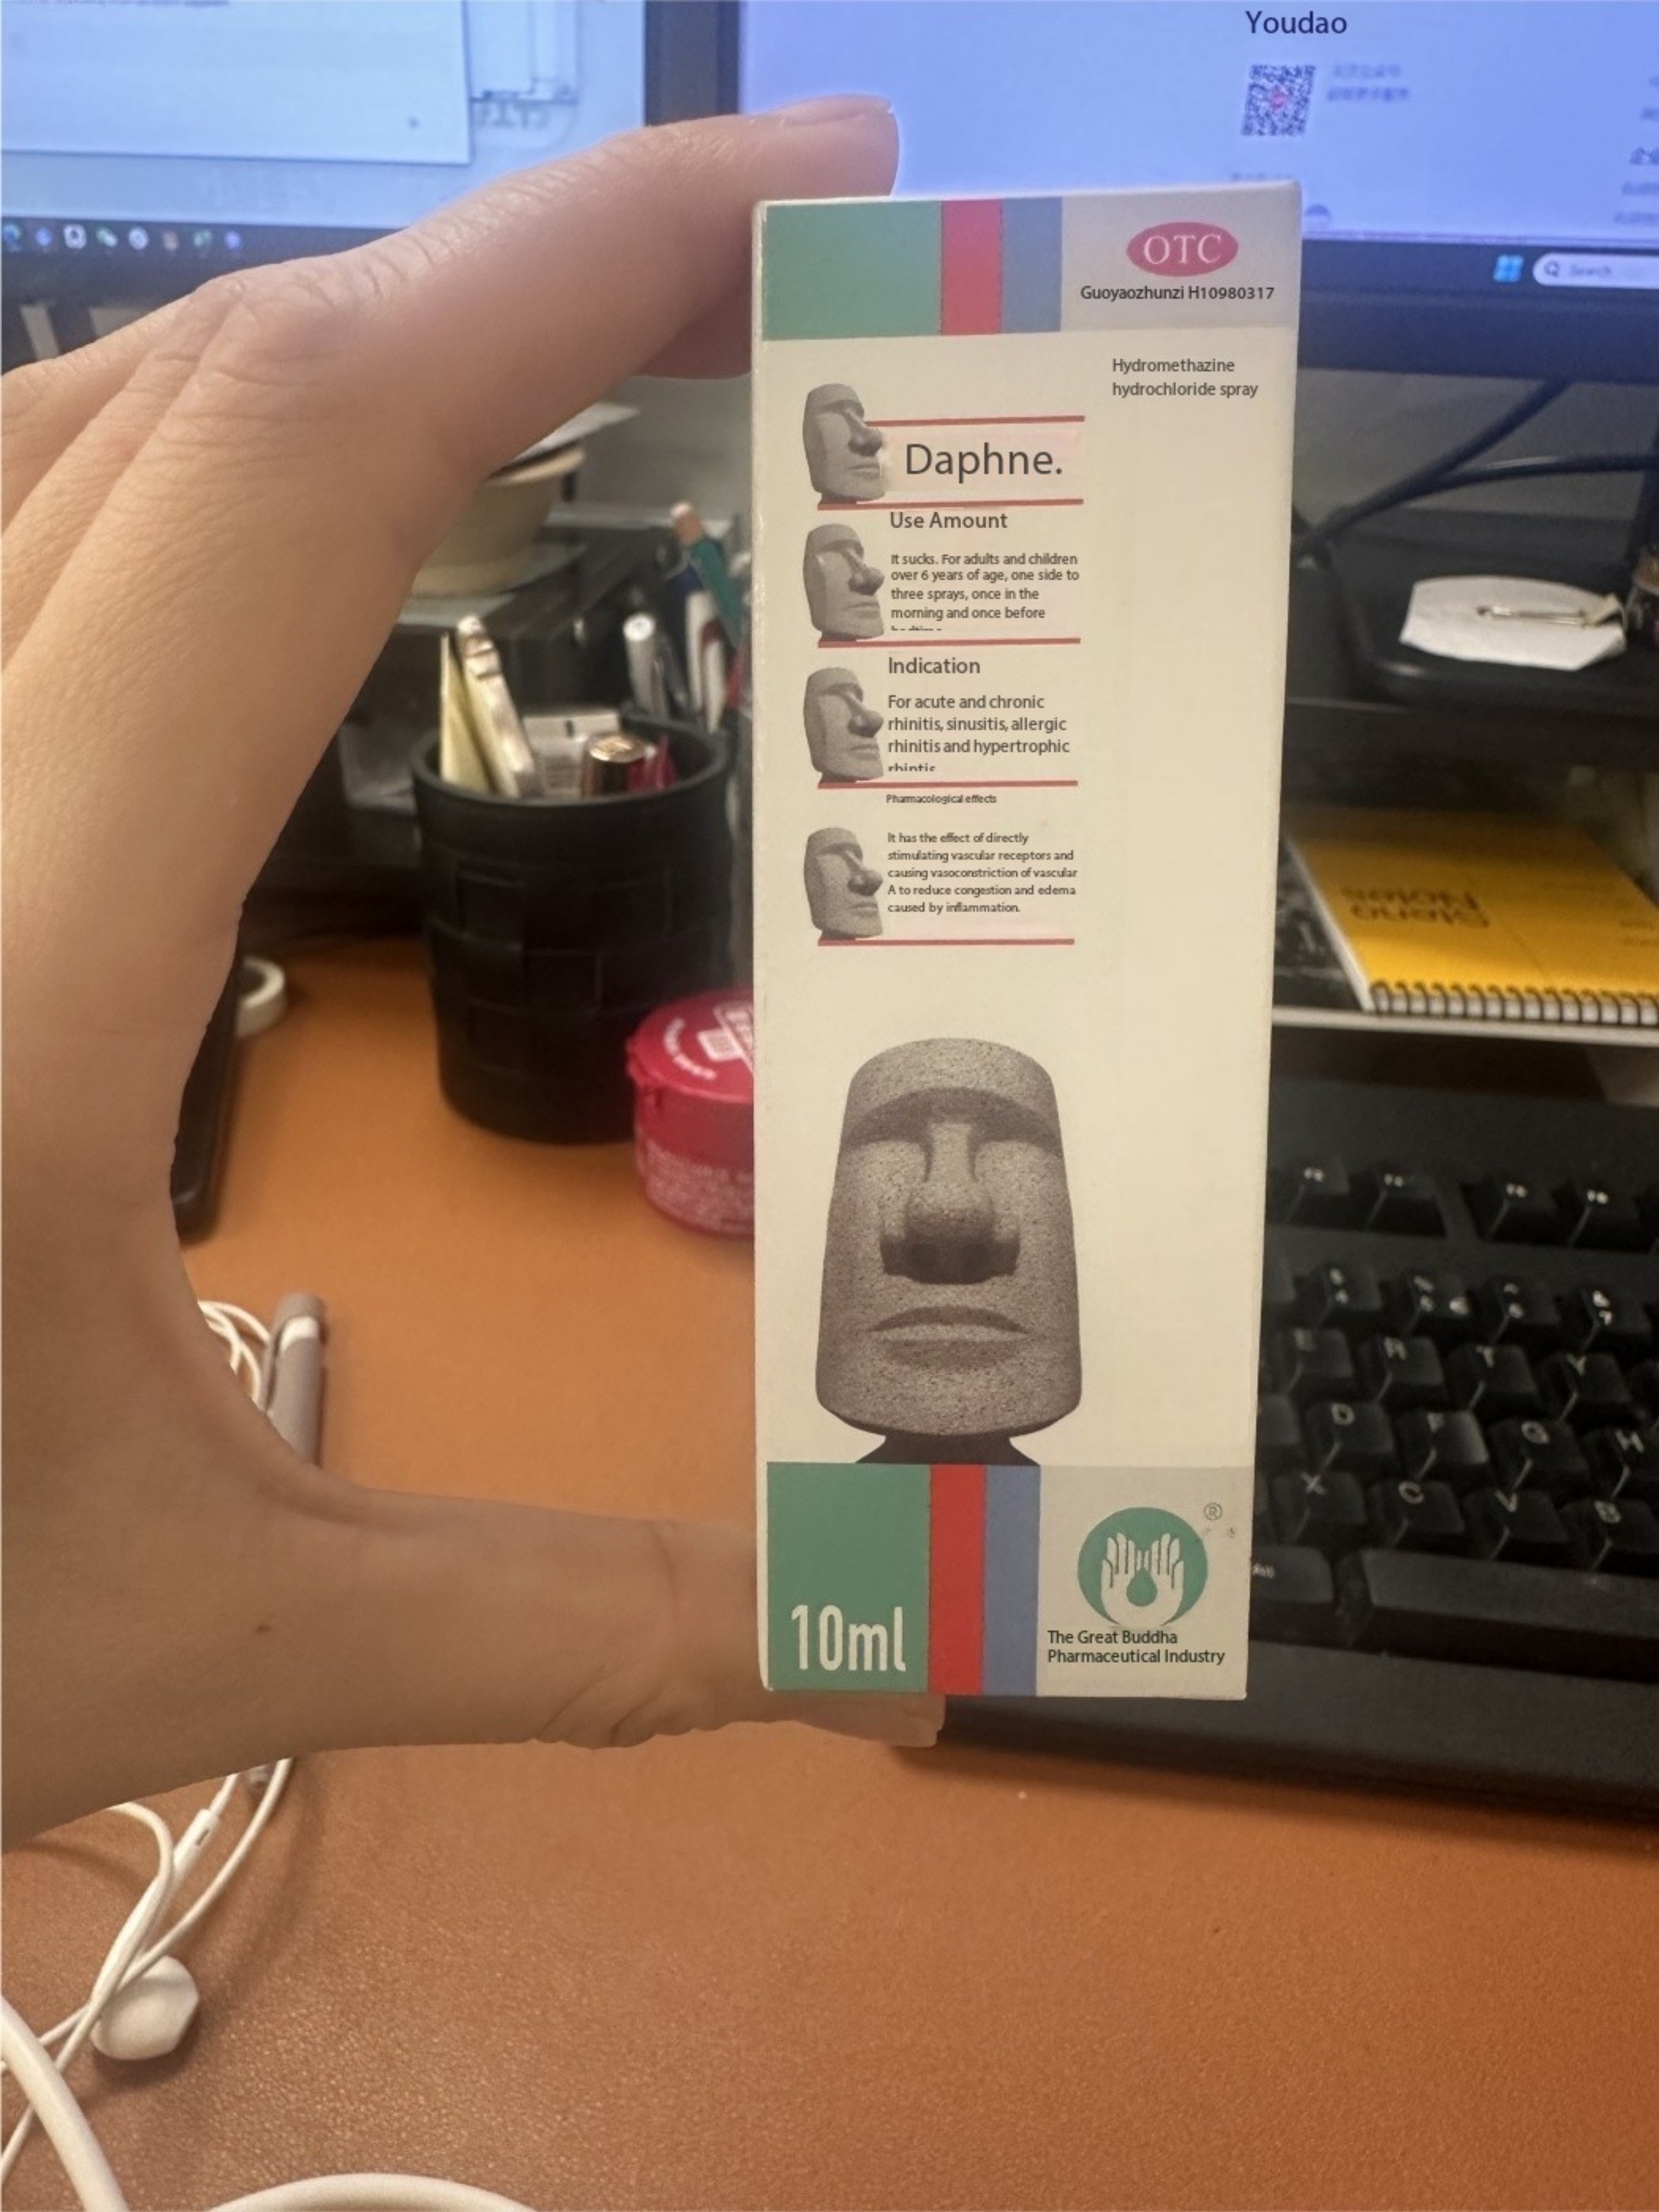 Youdao
OTC
Guoyaozhunzi H10980317
Hydromethazine
hydrochloride spray
Daphne.
Use Amount
It sucks. For adults and children
over 6 years of age, one side to
three sprays, once in the
morning and once before
Indication
For acute and chronic
rhinitis, sinusitis, allergic
rhinitis and hypertrophic
Pharmacological effects
It has the effect of directly
stimulating vascular receptors and
causing vasoconstriction of vascular
A to reduce congestion and edema
caused by inflammation.
10ml
®
The Great Buddha
Pharmaceutical Industry
Search
Steno
Notes
R
T
Y
D
F
G
H
X
C
V
B